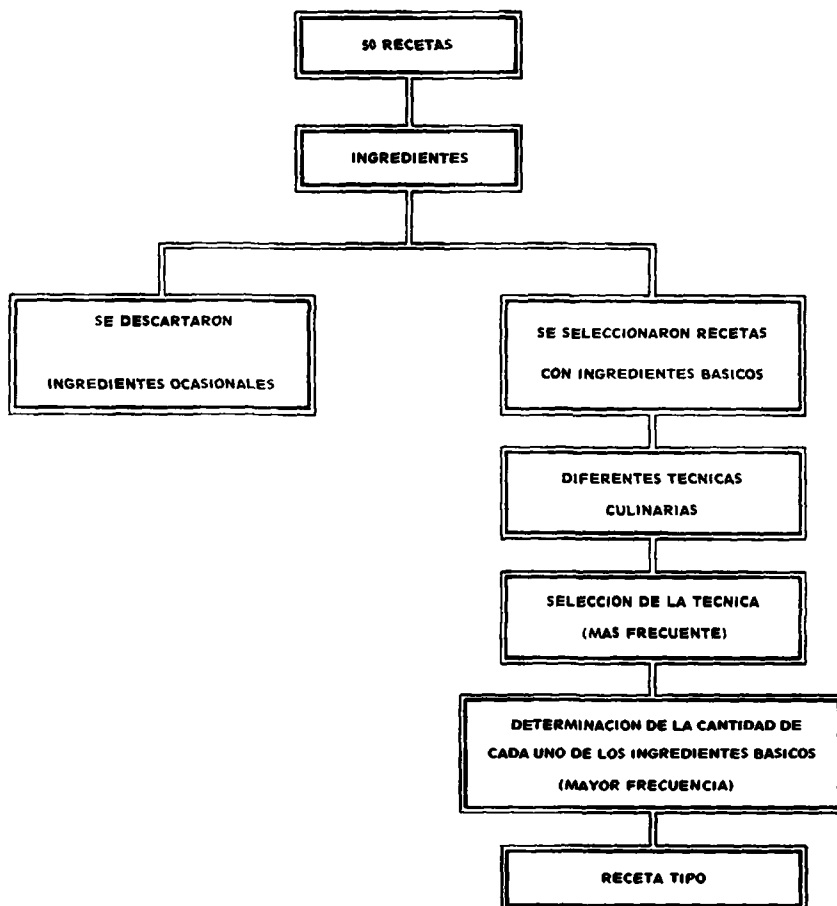 50 RECETAS
INGREDIENTES
SE DESCARTARON
INGREDIENTES OCASIONALES
SE SELECCIONARON RECETAS
CON INGREDIENTES BASICOS
DIFERENTES TECNICAS
CULINARIAS
SELECCION DE LA TECNICA
(MAS FRECUENTE)
DETERMINACION DE LA CANTIDAD DE
CADA UNO DE LOS INGREDIENTES BASICOS
(MAYOR FRECUENCIA)
RECETA TIPO